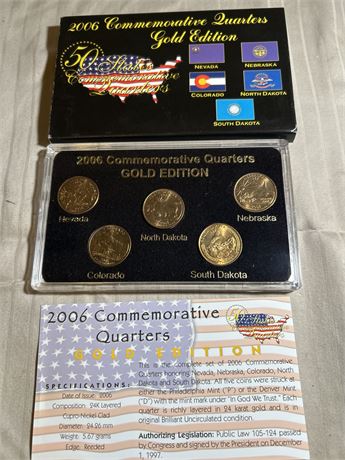 2006 Commemorative Quarters
Gold Edition
50 States
Commemorative
Quarters
NEVADA
NEBRASKA
COLORADO
NORTH DAKOTA
SOUTH DAKOTA
2006 Commemorative Quarters
GOLD EDITION
Nevada
North Dakota
Nebraska
Colorado
South Dakota
2006 Commemorative
Quarters
GOLD EDITION
SPECIFICATIONS:
Date of Issue: 2006
Composition: 24K Layered
Cupro-Nickel Clad
Diameter: 24.26 mm
Weight: 5.67 grams
Edge: Reeded
This is the complete set of 2006 Commemorative
Quarters honoring Nevada, Nebraska, Colorado, North
Dakota and South Dakota. All five coins were struck at
either the Philadelphia Mint ("P") or the Denver Mint
("D") with the mint mark under "In God We Trust." Each
quarter is richly layered in 24 karat gold and is in
original Brilliant Uncirculated condition.
Authorizing Legislation: Public Law 105-124 passed
by Congress and signed by the President on December
1, 1997.